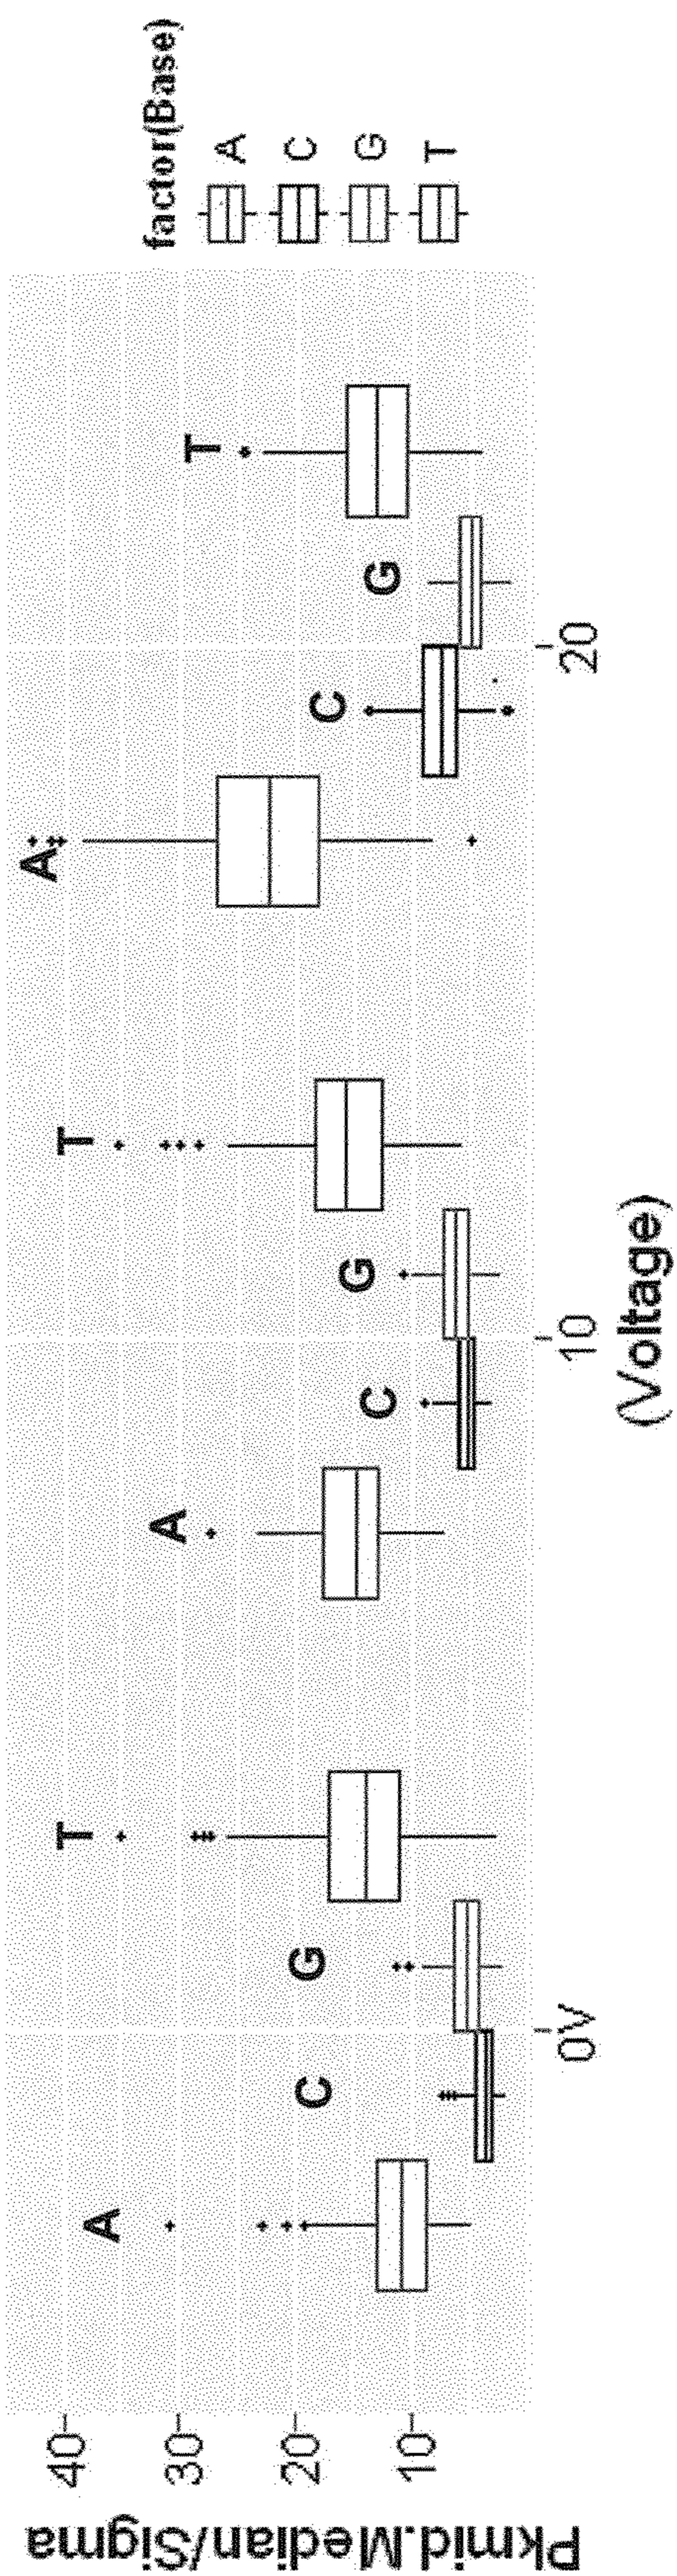 Pkmid.Median/Sigma
40
30
20
10
A
C
G
T
A
C
G
T
A
C
G
T
0V
10
20
(Voltage)
factor(Base)
A
C
G
T